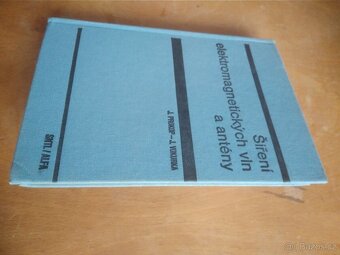 Šíření
elektromagnetických vln
a antény
J. PROKOP – J. VOKURKA
SNTL / ALFA